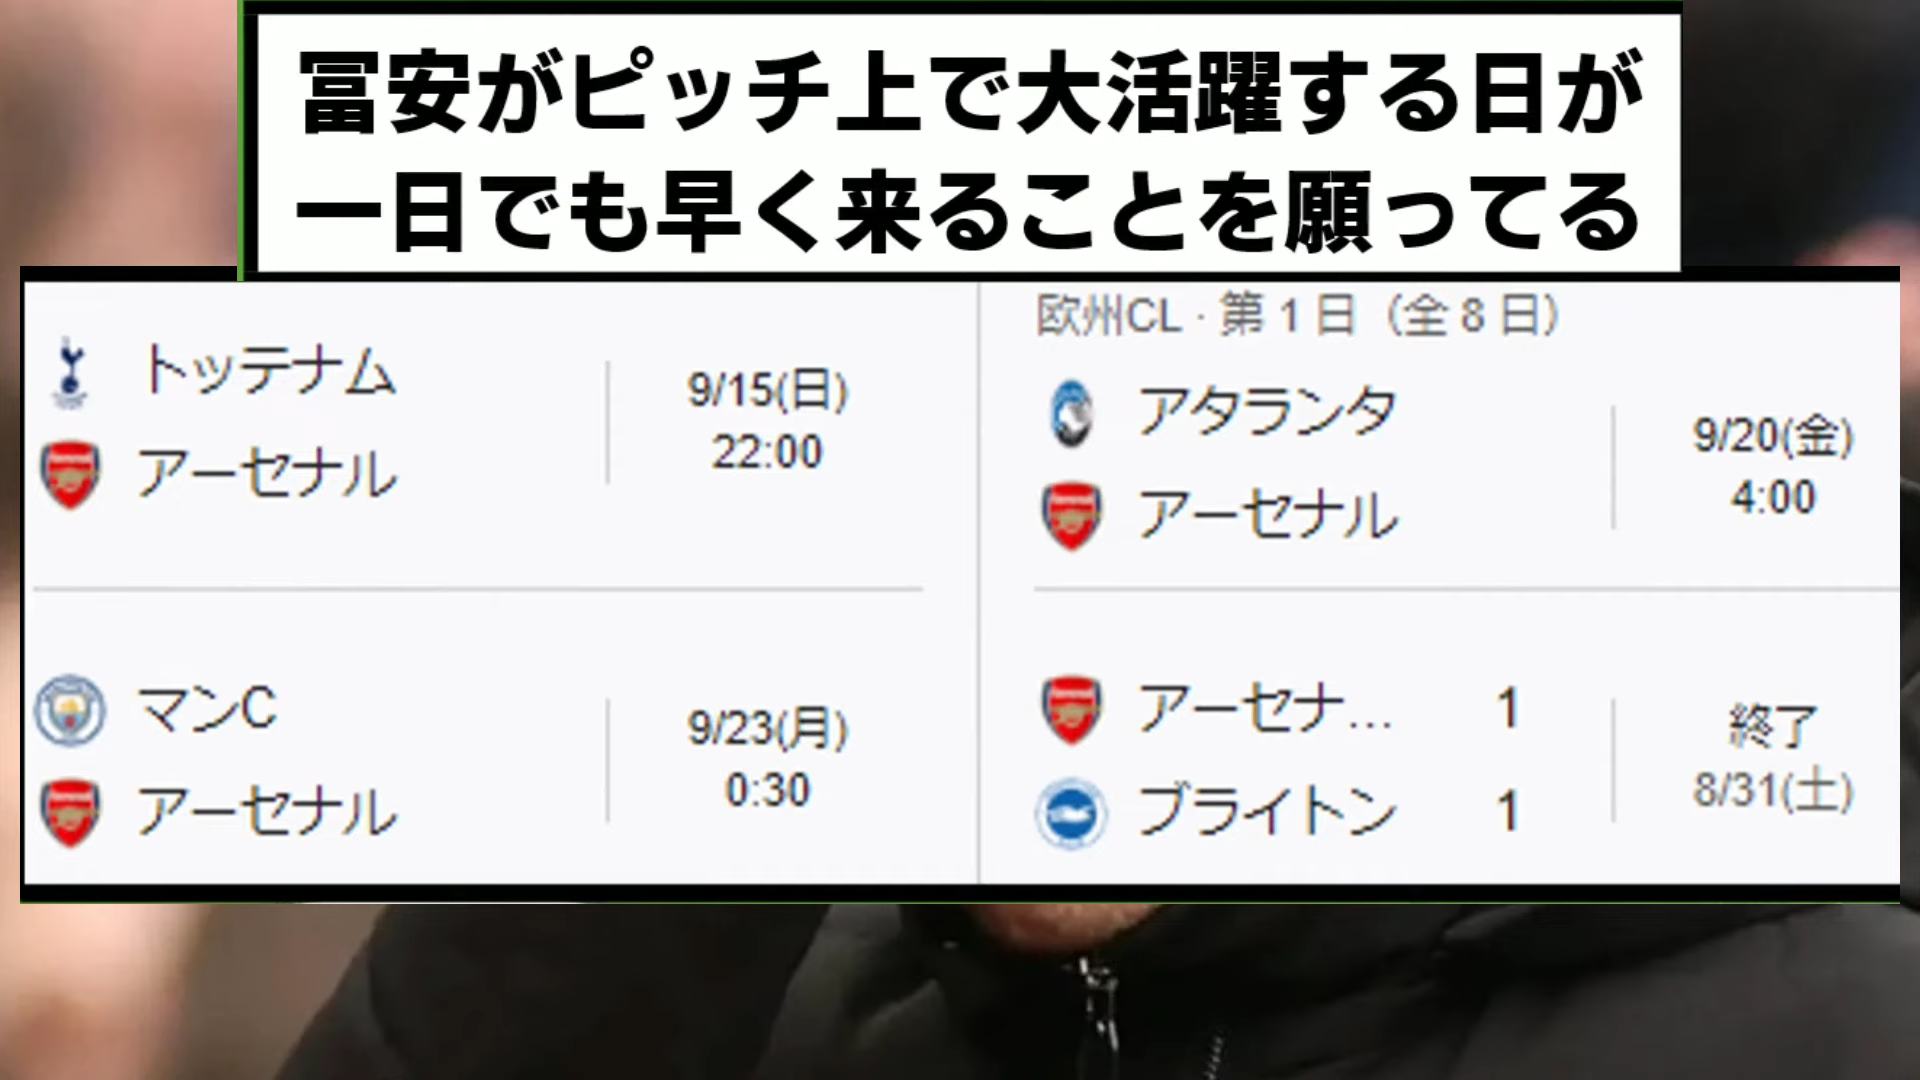 冨安がピッチ上で大活躍する日が
一日でも早く来ることを願ってる
トッテナム
アーセナル
9/15(日)
22:00
欧州CL · 第 1 日（全 8 日）
アタランタ
アーセナル
9/20(金)
4:00
マンC
アーセナル
9/23(月)
0:30
アーセナ... 1
ブライトン 1
終了
8/31(土)